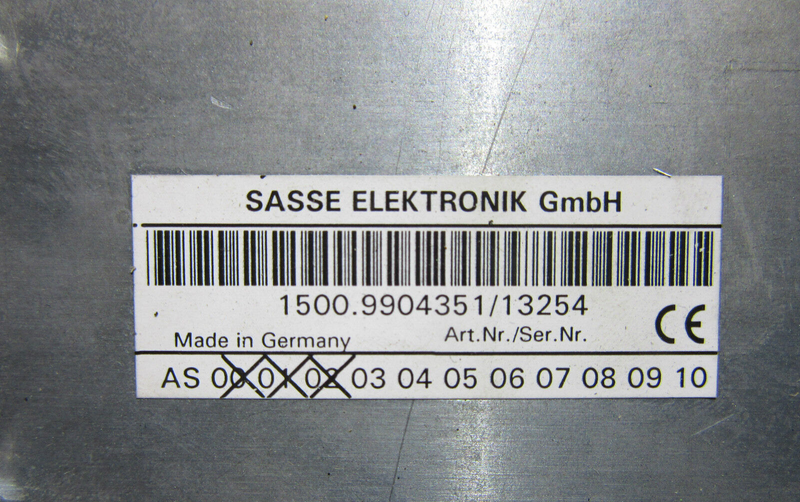 SASSE ELEKTRONIK GmbH
1500.9904351/13254
Made in Germany Art.Nr./Ser.Nr. CE
AS 00 01 02 03 04 05 06 07 08 09 10